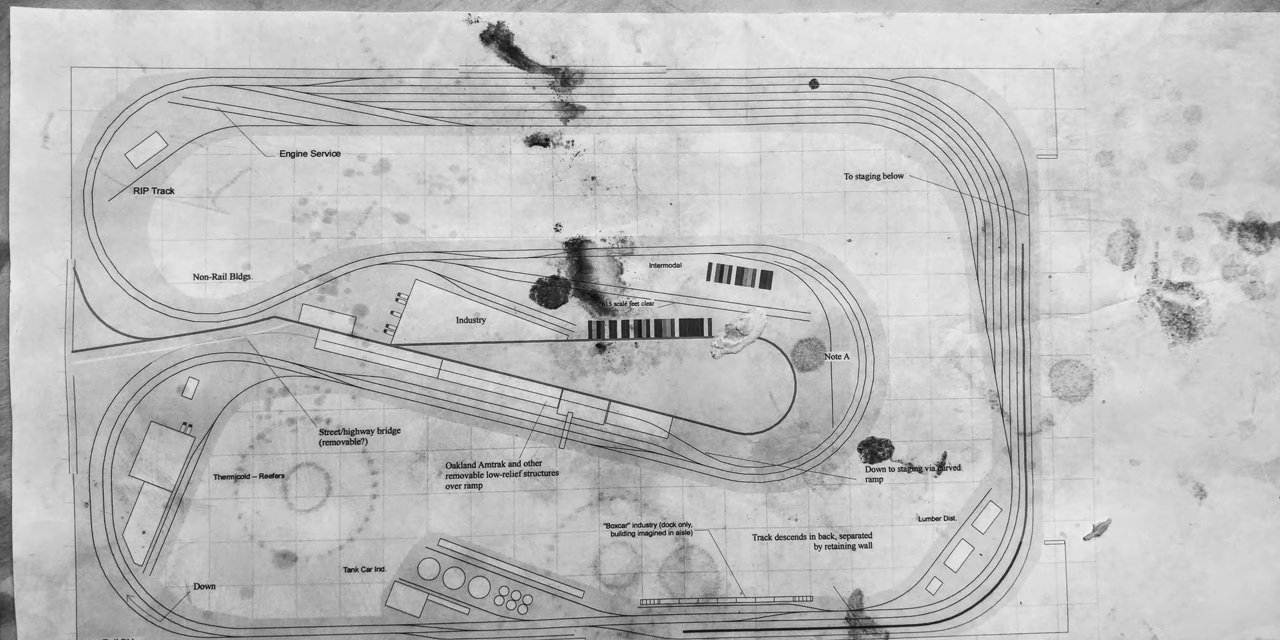 Engine Service
RIP Track
To staging below
Non-Rail Bldgs.
Intermodal
15 scale feet clear
Industry
Note A
Street/highway bridge
(removable?)
Oakland Amtrak and other
removable low-relief structures
over ramp
Down to staging via curved
ramp
Thermicold – Reefers
Lumber Dist.
"Boxcar" industry (dock only,
building imagined in aisle)
Track descends in back, separated
by retaining wall
Tank Car Ind.
Down